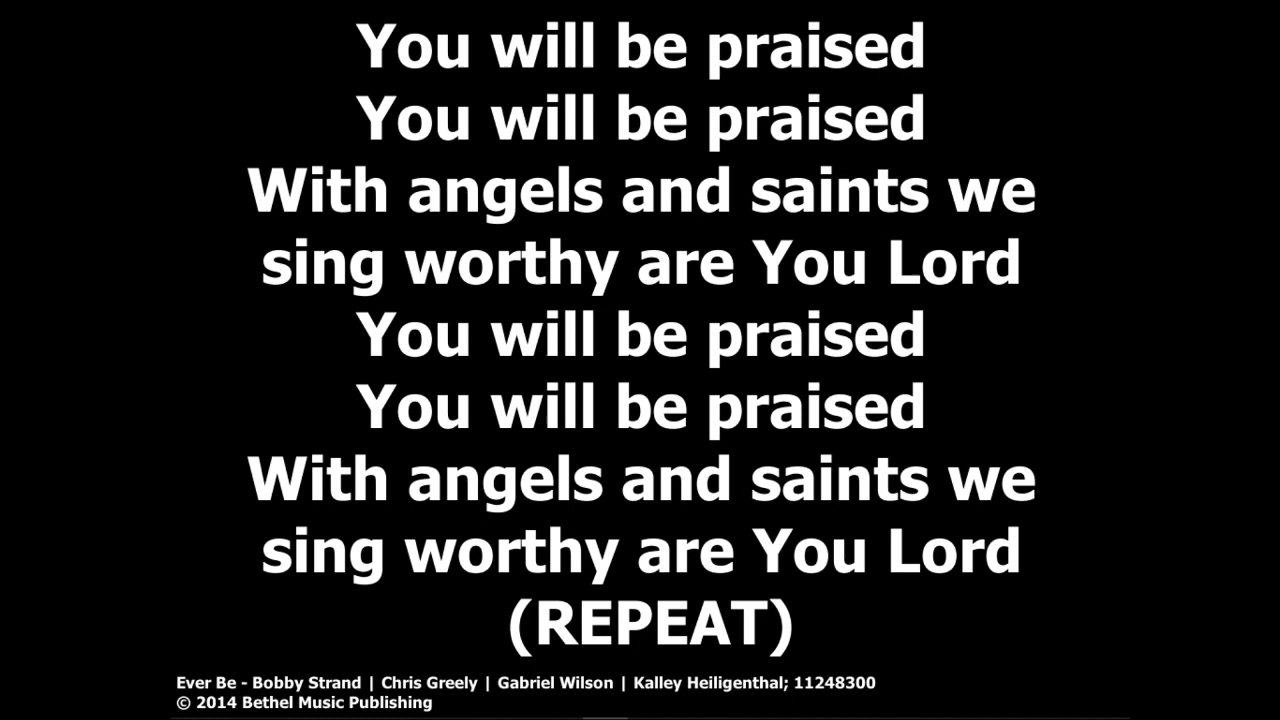 You will be praised
You will be praised
With angels and saints we
sing worthy are You Lord
You will be praised
You will be praised
With angels and saints we
sing worthy are You Lord
(REPEAT)
Ever Be - Bobby Strand | Chris Greely | Gabriel Wilson | Kalley Heiligenthal; 11248300
© 2014 Bethel Music Publishing